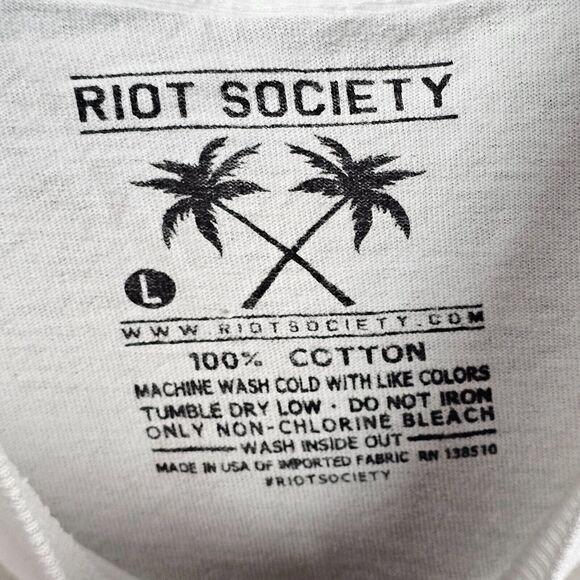 RIOT SOCIETY
L
WWW.RIOTSOCIETY.COM
100% COTTON
MACHINE WASH COLD WITH LIKE COLORS
TUMBLE DRY LOW · DO NOT IRON
ONLY NON-CHLORINE BLEACH
WASH INSIDE OUT
MADE IN USA OF IMPORTED FABRIC RN 138510
#RIOTSOCIETY